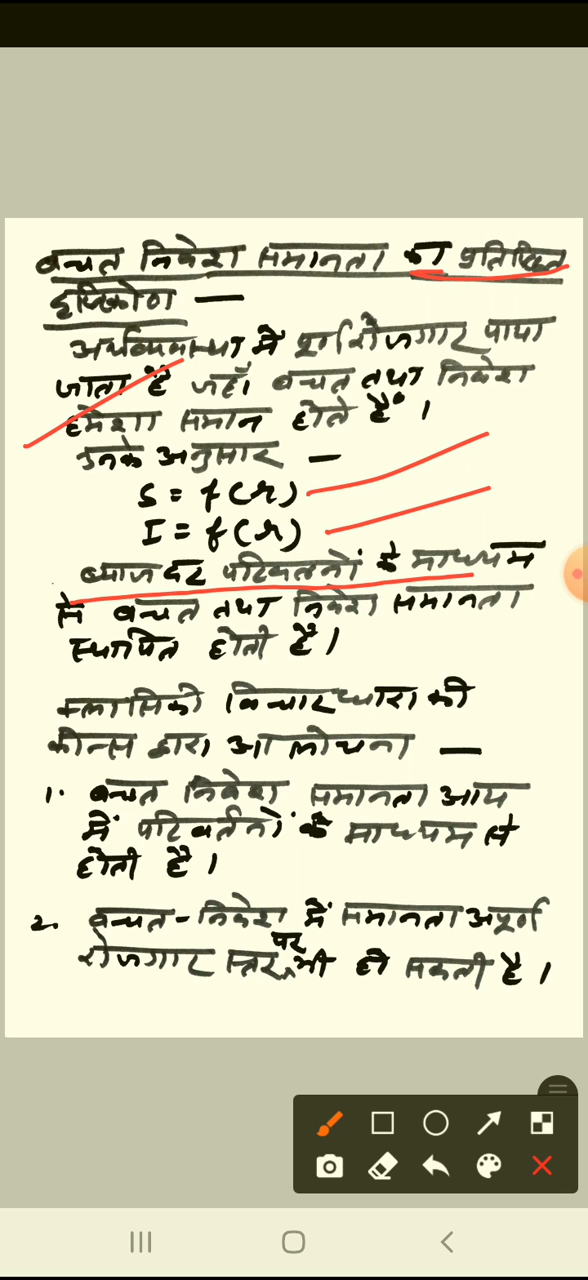 बचत निवेश समानता का प्रतिष्ठित
दृष्टिकोण —
अर्थव्यवस्था में पूर्ण रोजगार पाया
जाता है जहाँ बचत तथा निवेश
हमेशा समान होते हैं।
उनके अनुसार —
S = f(r)
I = f(r)
ब्याज दर परिवर्तनों के माध्यम
से बचत तथा निवेश समानता
स्थापित होती है।
क्लासिकी विचारधारा की
कीन्स द्वारा आलोचना —
1. बचत निवेश समानता आय
में परिवर्तनों के माध्यम से
होती है।
2. बचत-निवेश में समानता अपूर्ण
रोजगार स्तर पर भी हो सकती है।